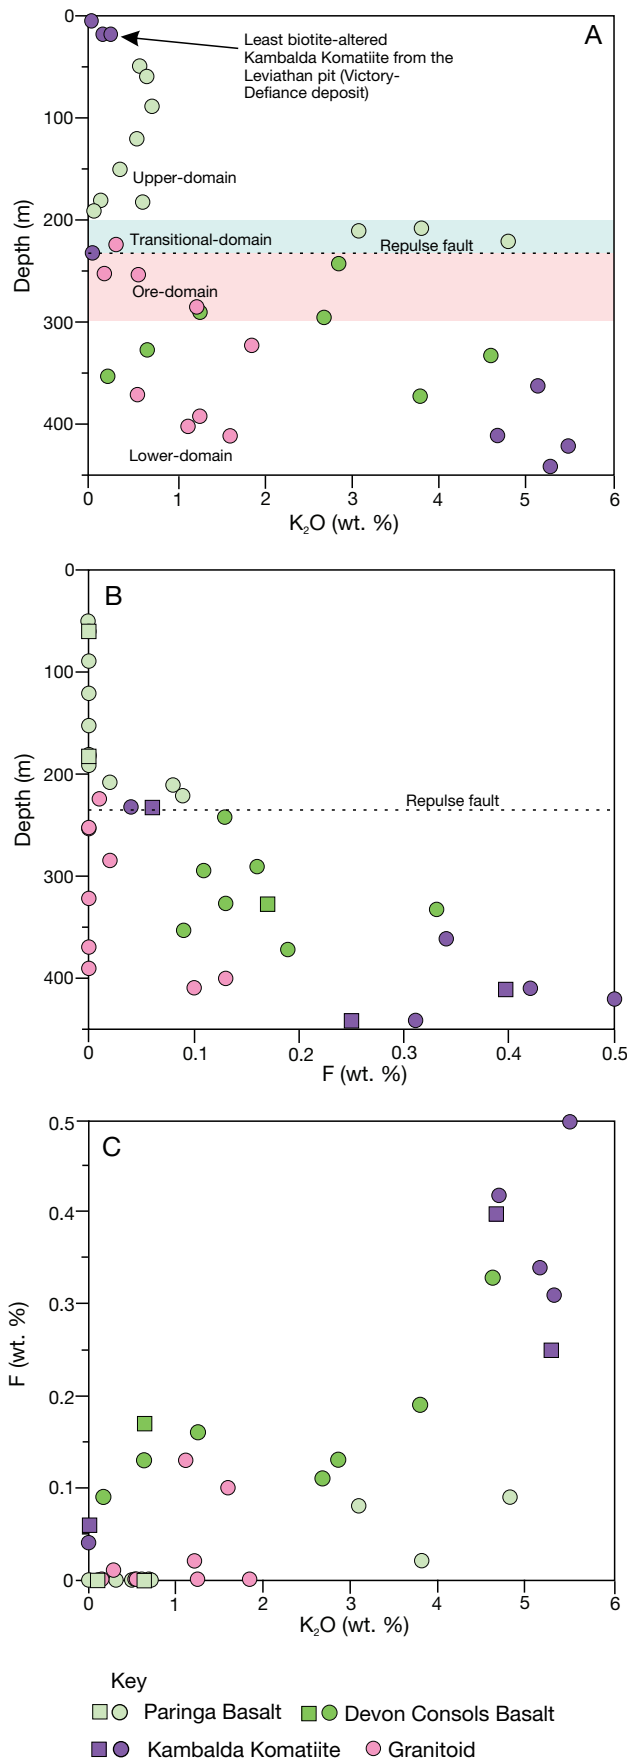 A
Least biotite-altered
Kambalda Komatiite from the
Leviathan pit (Victory-
Defiance deposit)
Upper-domain
Transitional-domain
Repulse fault
Ore-domain
Lower-domain
Depth (m)
0
100
200
300
400
0 1 2 3 4 5 6
K₂O (wt. %)
B
Repulse fault
Depth (m)
0
100
200
300
400
0 0.1 0.2 0.3 0.4 0.5
F (wt. %)
C
F (wt. %)
0.5
0.4
0.3
0.2
0.1
0
0 1 2 3 4 5 6
K₂O (wt. %)
Key
Paringa Basalt Devon Consols Basalt
Kambalda Komatiite Granitoid